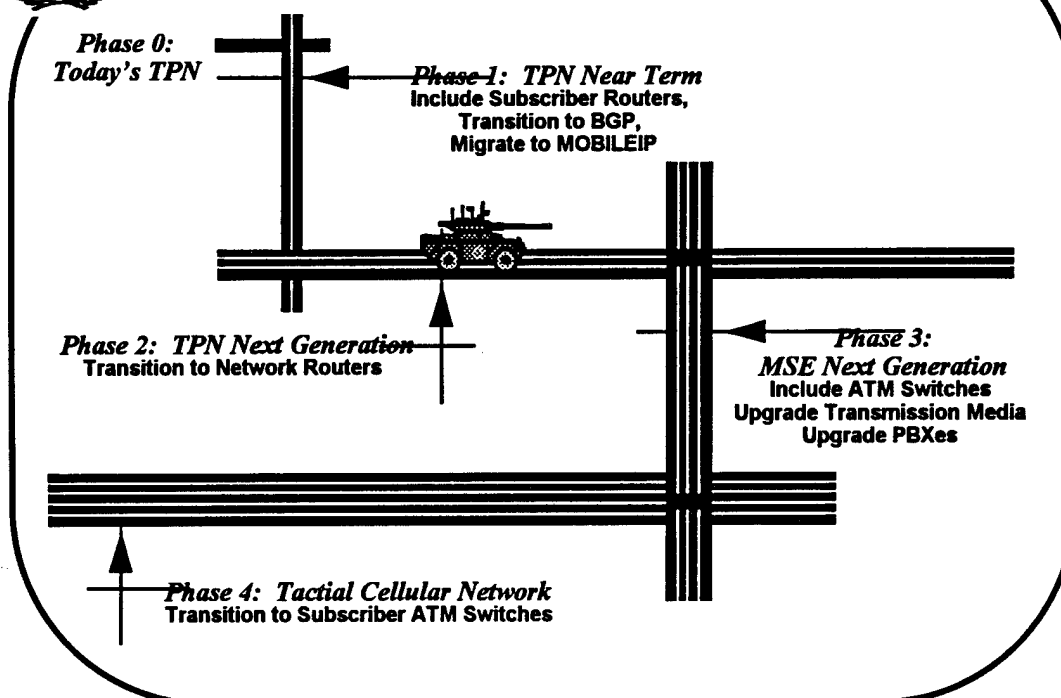 Phase 0:
Today's TPN
Phase 1: TPN Near Term
Include Subscriber Routers,
Transition to BGP,
Migrate to MOBILEIP
Phase 2: TPN Next Generation
Transition to Network Routers
Phase 3:
MSE Next Generation
Include ATM Switches
Upgrade Transmission Media
Upgrade PBXes
Phase 4: Tactial Cellular Network
Transition to Subscriber ATM Switches